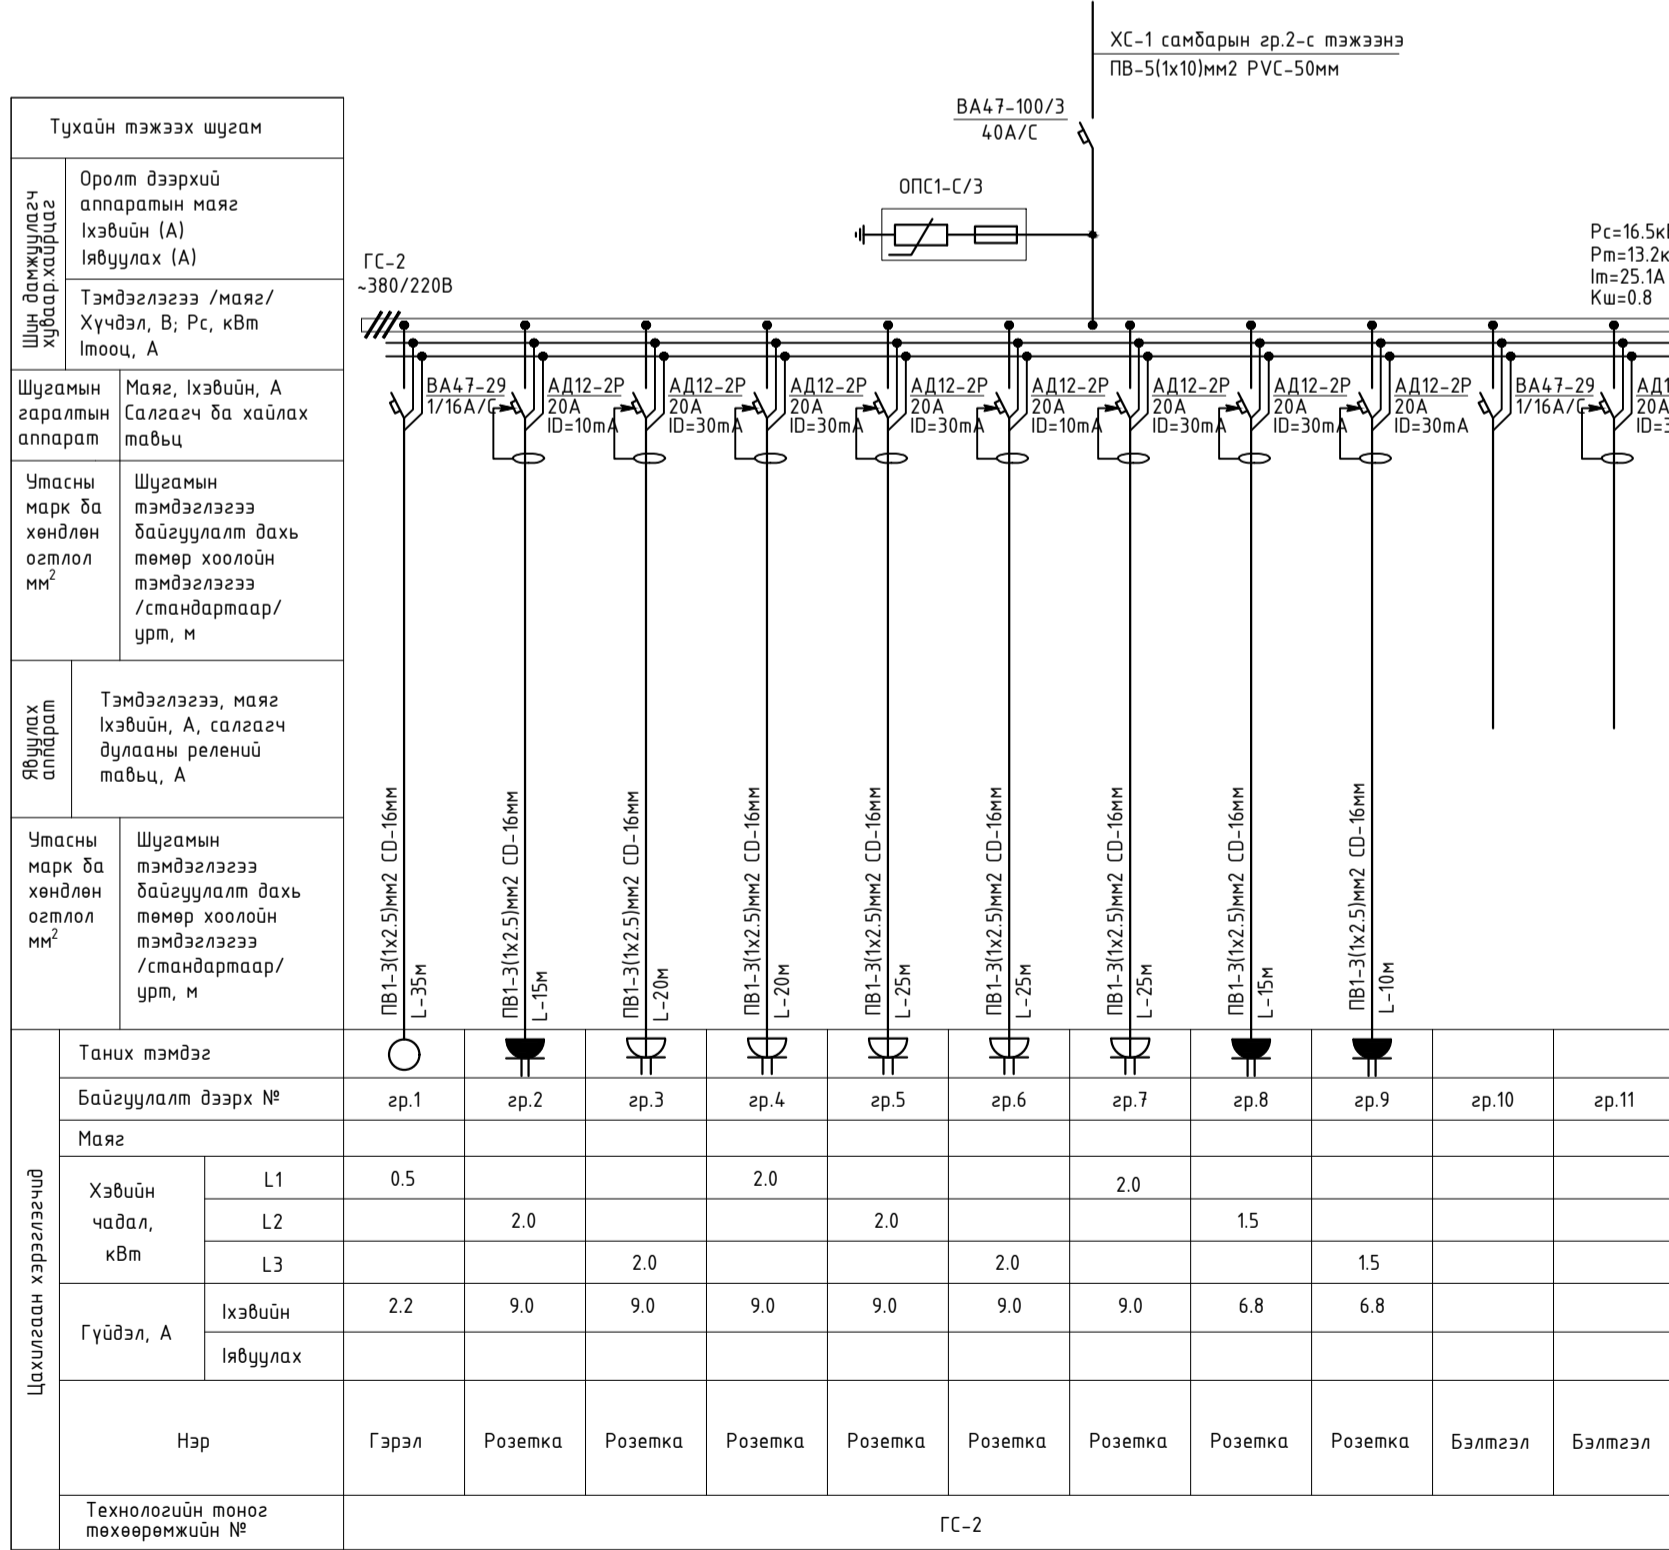 ХС-1 самбарын гр.2-с тэжээнэ
ПВ-5(1х10)мм2 PVC-50мм
ВА47-100/3
40А/С
ОПС1-С/3
Рс=16.5к
Рт=13.2к
Iт=25.1А
Кш=0.8
ГС-2
~380/220В
Тухайн тэжээх шугам
Шин дамжуулагч
хуваар.хайрцаг
Оролт дээрхий
аппаратын маяг
Iхэвийн (А)
Iявуулах (А)
Тэмдэглэгээ /маяг/
Хүчдэл, В; Рс, кВт
Iтооц, А
Шугамын
гаралтын
аппарат
Маяг, Iхэвийн, А
Салгагч ба хайлах
тавьц
ВА47-29
1/16А/С
АД12-2Р
20А
ID=10mA
АД12-2Р
20А
ID=30mA
АД12-2Р
20А
ID=30mA
АД12-2Р
20А
ID=30mA
АД12-2Р
20А
ID=10mA
АД12-2Р
20А
ID=30mA
АД12-2Р
20А
ID=30mA
АД12-2Р
20А
ID=30mA
ВА47-29
1/16А/С
АД1
20А
ID=3
Утасны
марк ба
хөндлөн
огтлол
мм2
Шугамын
тэмдэглэгээ
байгуулалт дахь
төмөр хоолойн
тэмдэглэгээ
/стандартаар/
урт, м
Явуулах
аппарат
Тэмдэглэгээ, маяг
Iхэвийн, А, салгагч
дулааны релений
тавьц, А
Утасны
марк ба
хөндлөн
огтлол
мм2
Шугамын
тэмдэглэгээ
байгуулалт дахь
төмөр хоолойн
тэмдэглэгээ
/стандартаар/
урт, м
ПВ1-3(1х2.5)мм2 CD-16мм
L-35м
ПВ1-3(1х2.5)мм2 CD-16мм
L-15м
ПВ1-3(1х2.5)мм2 CD-16мм
L-20м
ПВ1-3(1х2.5)мм2 CD-16мм
L-20м
ПВ1-3(1х2.5)мм2 CD-16мм
L-25м
ПВ1-3(1х2.5)мм2 CD-16мм
L-25м
ПВ1-3(1х2.5)мм2 CD-16мм
L-25м
ПВ1-3(1х2.5)мм2 CD-16мм
L-15м
ПВ1-3(1х2.5)мм2 CD-16мм
L-10м
Цахилгаан хэрэглэгчид
Таних тэмдэг
Байгуулалт дээрх № гр.1 гр.2 гр.3 гр.4 гр.5 гр.6 гр.7 гр.8 гр.9 гр.10 гр.11
Маяг
Хэвийн
чадал,
кВт
L1 0.5 2.0 2.0
L2 2.0 2.0 1.5
L3 2.0 2.0 1.5
Гүйдэл, А
Iхэвийн 2.2 9.0 9.0 9.0 9.0 9.0 9.0 6.8 6.8
Iявуулах
Нэр Гэрэл Розетка Розетка Розетка Розетка Розетка Розетка Розетка Розетка Бэлтгэл Бэлтгэл
Технологийн тоног
төхөөрөмжийн №
ГС-2